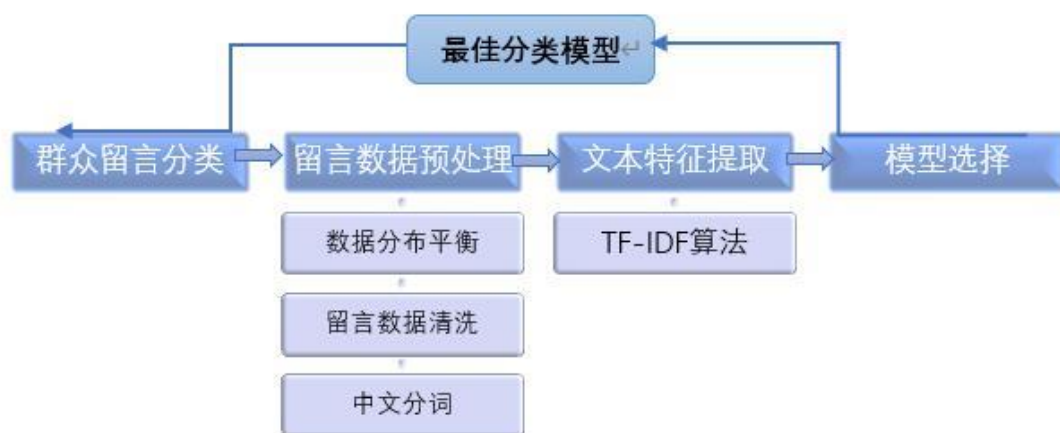 最佳分类模型↵
群众留言分类
留言数据预处理
文本特征提取
模型选择
数据分布平衡
TF-IDF算法
留言数据清洗
中文分词